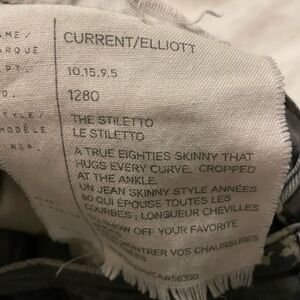 CURRENT/ELLIOTT
10.15.9.5
1280
THE STILETTO
MODÈLE LE STILETTO
A TRUE EIGHTIES SKINNY THAT
HUGS EVERY CURVE, CROPPED
AT THE ANKLE.
UN JEAN SKINNY STYLE ANNÉES
80 QUI ÉPOUSE TOUTES LES
COURBES ; LONGUEUR CHEVILLES
OFF YOUR FAVORITE
MONTRER VOS CHAUSSURES